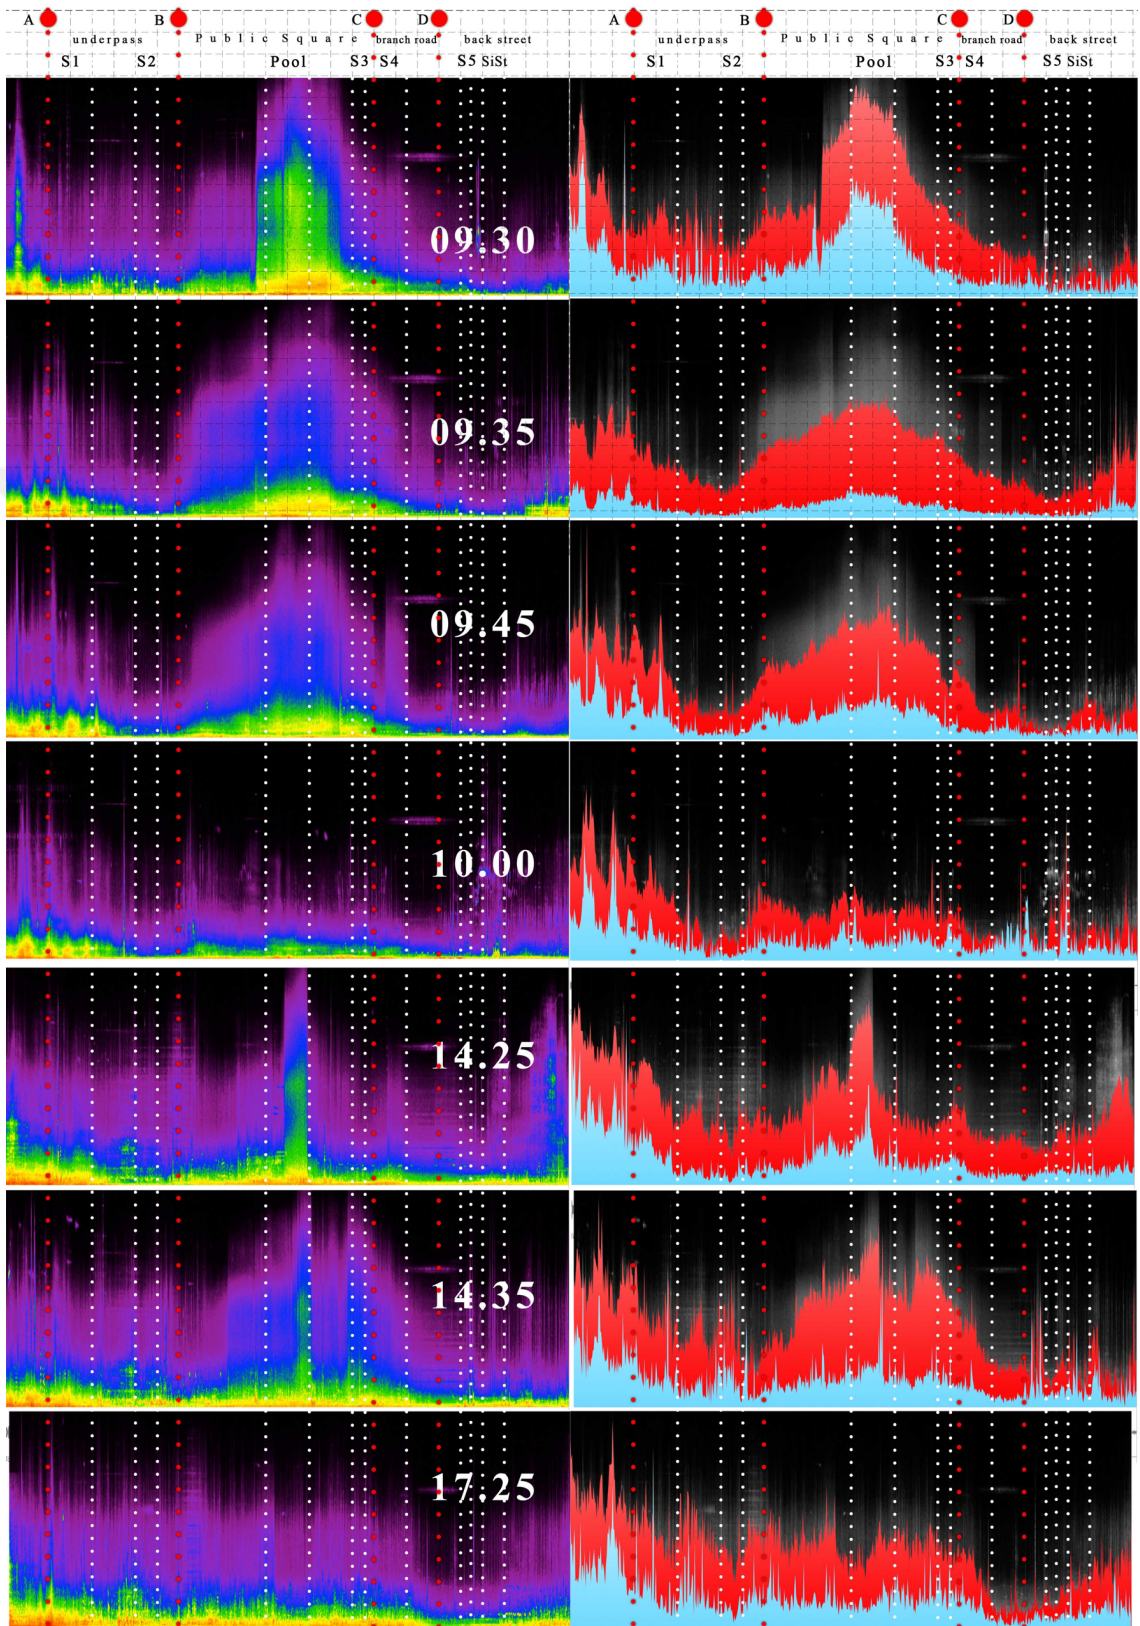 A B C D A B C D
underpass Public Square branch road back street underpass Public Square branch road back street
S1 S2 Pool S3 S4 S5 SiSt S1 S2 Pool S3 S4 S5 SiSt
09.30
09.35
09.45
10.00
14.25
14.35
17.25